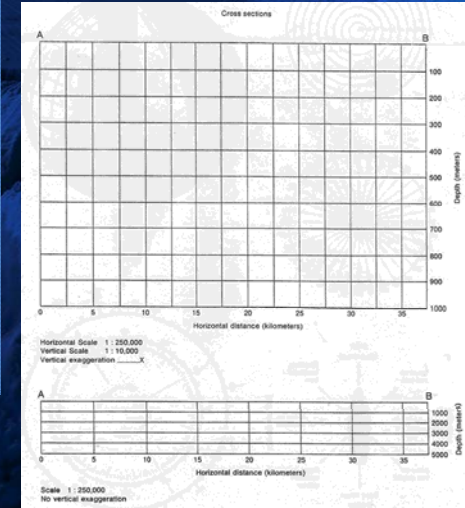 Cross sections
A B
100
200
300
400
500
600
700
800
900
1000
Depth (meters)
0 5 10 15 20 25 30 35
Horizontal distance (kilometers)
Horizontal Scale 1 : 250,000
Vertical Scale 1 : 10,000
Vertical exaggeration ______X
A B
1000
2000
3000
4000
5000
Depth (meters)
0 5 10 15 20 25 30 35
Horizontal distance (kilometers)
Scale 1 : 250,000
No vertical exaggeration